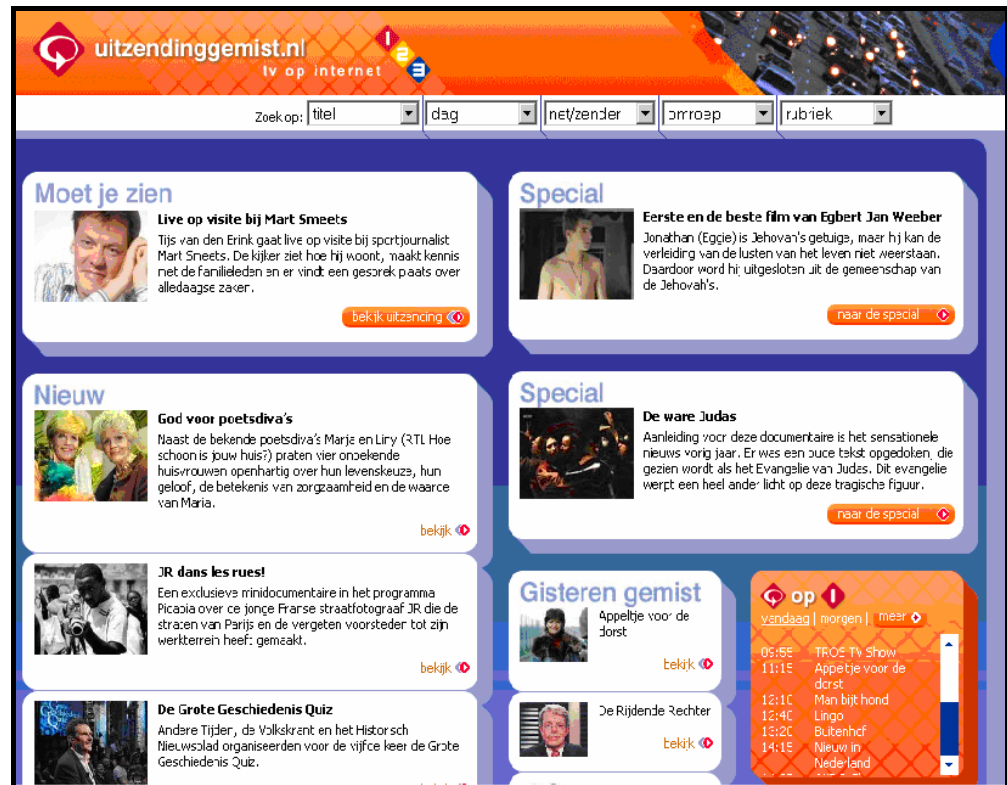 uitzendinggemist.nl
tv op internet
1
2
3
Zoek op: titel dag net/zender omroep rubriek
Moet je zien
Live op visite bij Mart Smeets
Tijs van den Brink gaat live op visite bij sportjournalist
Mart Smeets. De kijker ziet hoe hij woont, maakt kennis
met de familieleden en er vindt een gesprek plaats over
alledaagse zaken.
bekijk uitzending
Special
Eerste en de beste film van Egbert Jan Weeber
Jonathan (Eggie) is Jehovah's getuige, maar hij kan de
verleiding van de lusten van het leven niet weerstaan.
Daardoor word hij uitgesloten uit de gemeenschap van
de Jehovah's.
naar de special
Nieuw
God voor poetsdiva's
Naast de bekende poetsdiva's Marja en Liny (RTL Hoe
schoon is jouw huis?) praten vier onbekende
huisvrouwen openhartig over hun levenskeuze, hun
geloof, de betekenis van zorgzaamheid en de waarde
van Maria.
bekijk
JR dans les rues!
Een exclusieve minidocumentaire in het programma
Picabia over de jonge Franse straatfotograaf JR die de
straten van Parijs en de vergeten voorsteden tot zijn
werkterrein heeft gemaakt.
bekijk
De Grote Geschiedenis Quiz
Andere Tijden, de Volkskrant en het Historisch
Nieuwsblad organiseerden voor de vijfde keer de Grote
Geschiedenis Quiz.
Special
De ware Judas
Aanleiding voor deze documentaire is het sensationele
nieuws vorig jaar. Er was een oude tekst opgedoken, die
gezien wordt als het Evangelie van Judas. Dit evangelie
werpt een heel ander licht op deze tragische figuur.
naar de special
Gisteren gemist
Appeltje voor de
dorst
bekijk
De Rijdende Rechter
bekijk
op 1
vandaag | morgen | meer
09:55 TROS TV Show
11:15 Appeltje voor de
dorst
12:10 Man bijt hond
12:40 Lingo
13:20 Buitenhof
14:15 Nieuw in
Nederland